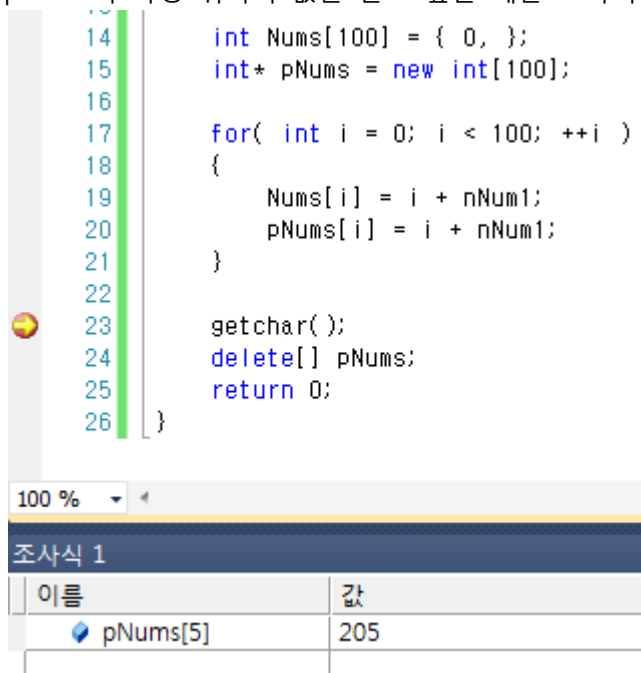 14 int Nums[100] = { 0, };
15 int* pNums = new int[100];
16
17 for( int i = 0; i < 100; ++i )
18 {
19 Nums[i] = i + nNum1;
20 pNums[i] = i + nNum1;
21 }
22
23 getchar();
24 delete[] pNums;
25 return 0;
26 }
100 %
조사식 1
이름 값
pNums[5] 205